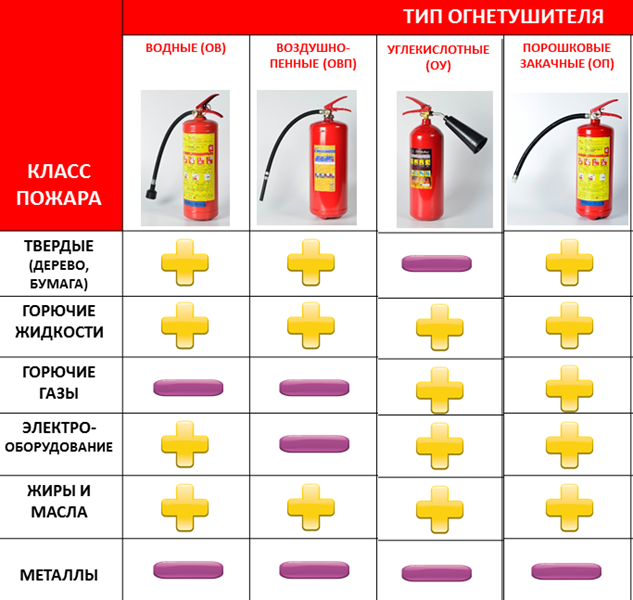 ТИП ОГНЕТУШИТЕЛЯ
КЛАСС
ПОЖАРА
ВОДНЫЕ (ОВ)
ВОЗДУШНО-
ПЕННЫЕ (ОВП)
УГЛЕКИСЛОТНЫЕ
(ОУ)
ПОРОШКОВЫЕ
ЗАКАЧНЫЕ (ОП)
ТВЕРДЫЕ
(ДЕРЕВО,
БУМАГА)
ГОРЮЧИЕ
ЖИДКОСТИ
ГОРЮЧИЕ
ГАЗЫ
ЭЛЕКТРО-
ОБОРУДОВАНИЕ
ЖИРЫ И
МАСЛА
МЕТАЛЛЫ